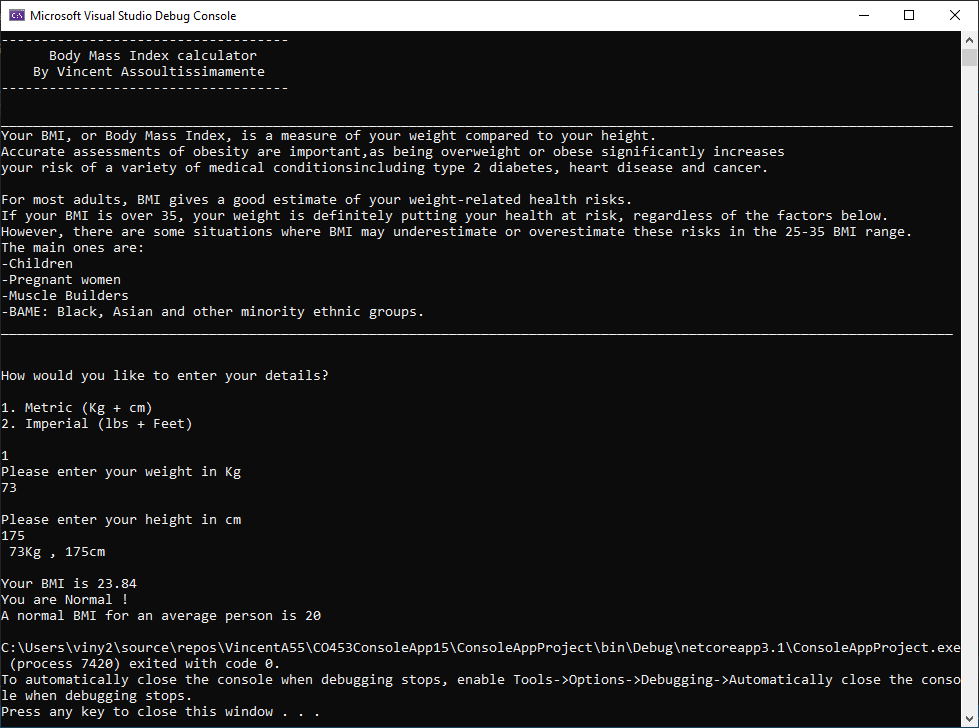 Microsoft Visual Studio Debug Console
------------------------------------
Body Mass Index calculator
By Vincent Assoultissimamente
------------------------------------
Your BMI, or Body Mass Index, is a measure of your weight compared to your height.
Accurate assessments of obesity are important,as being overweight or obese significantly increases
your risk of a variety of medical conditionsincluding type 2 diabetes, heart disease and cancer.
For most adults, BMI gives a good estimate of your weight-related health risks.
If your BMI is over 35, your weight is definitely putting your health at risk, regardless of the factors below.
However, there are some situations where BMI may underestimate or overestimate these risks in the 25-35 BMI range.
The main ones are:
-Children
-Pregnant women
-Muscle Builders
-BAME: Black, Asian and other minority ethnic groups.
How would you like to enter your details?
1. Metric (Kg + cm)
2. Imperial (lbs + Feet)
1
Please enter your weight in Kg
73
Please enter your height in cm
175
73Kg , 175cm
Your BMI is 23.84
You are Normal !
A normal BMI for an average person is 20
C:\Users\viny2\source\repos\VincentA55\CO453ConsoleApp15\ConsoleAppProject\bin\Debug\netcoreapp3.1\ConsoleAppProject.exe
(process 7420) exited with code 0.
To automatically close the console when debugging stops, enable Tools->Options->Debugging->Automatically close the conso
le when debugging stops.
Press any key to close this window . . .